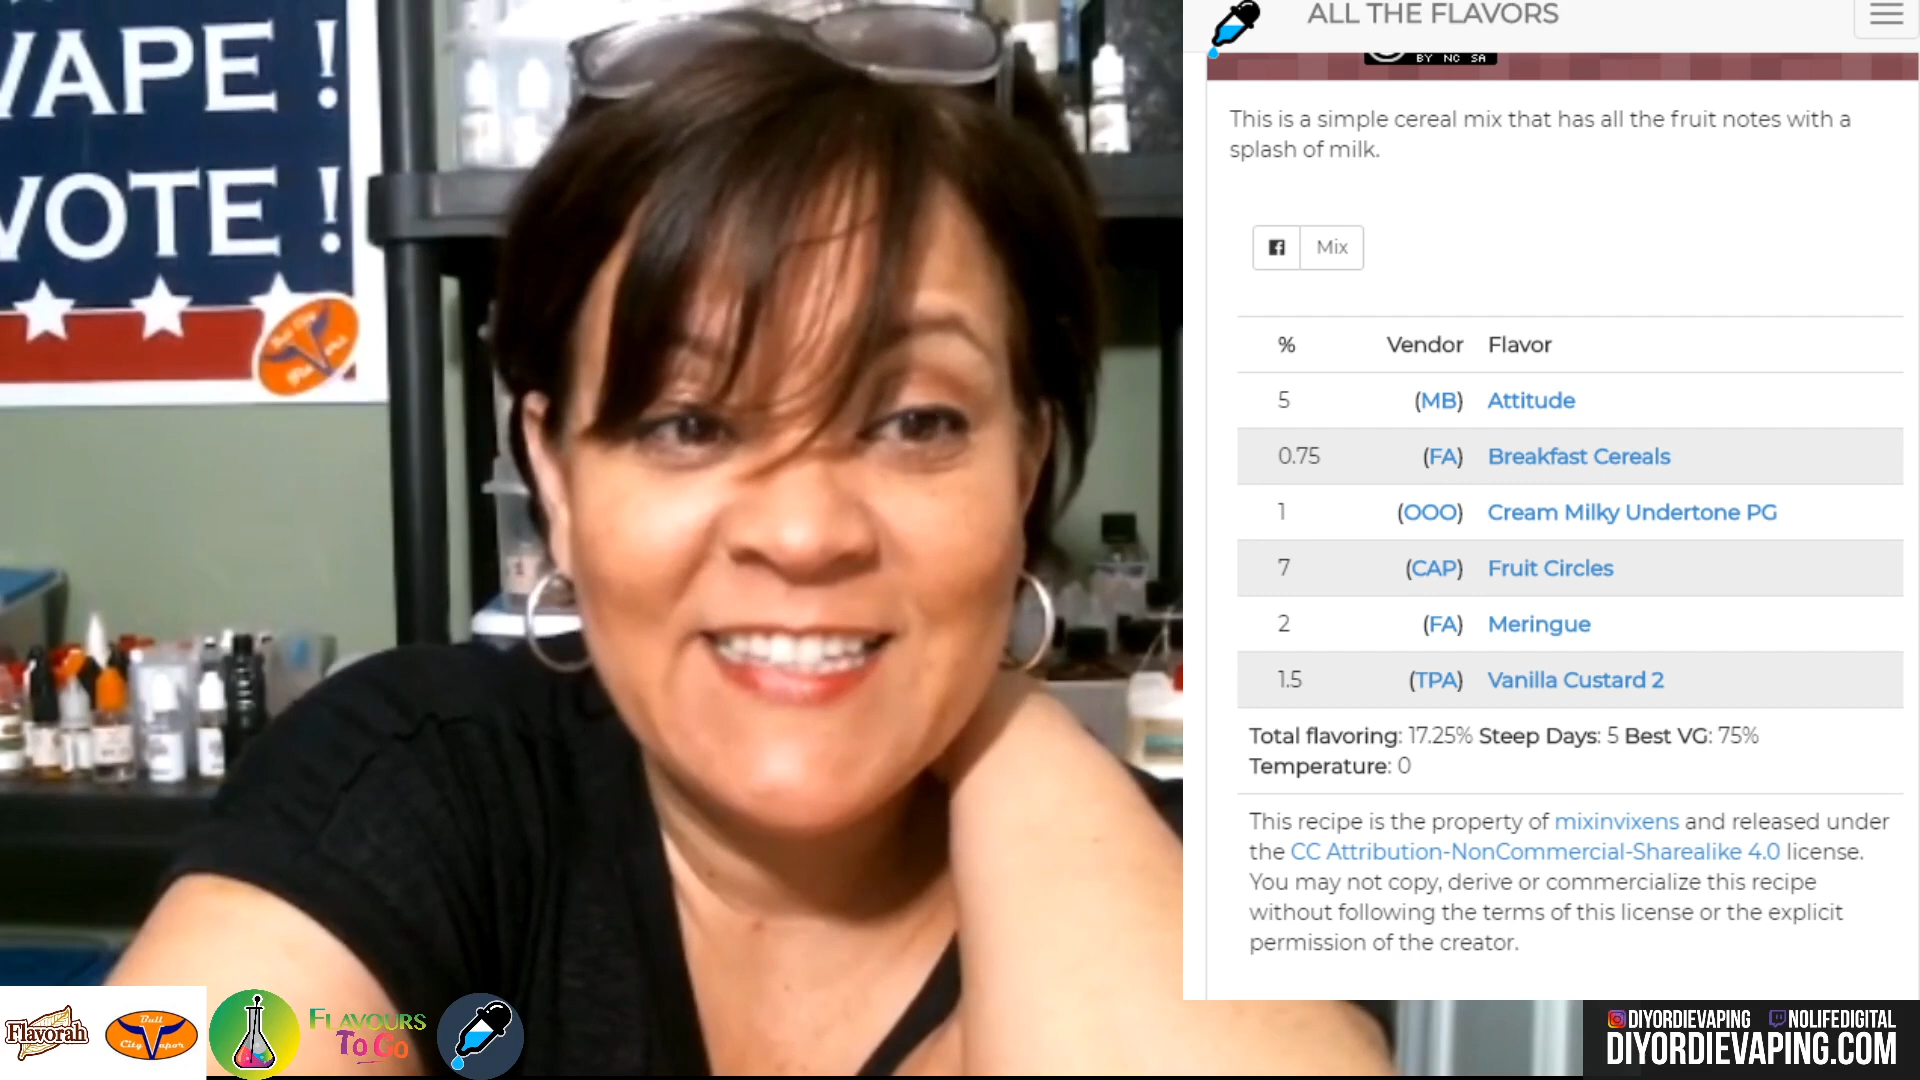 VAPE !
VOTE !
ALL THE FLAVORS
BY NC SA
This is a simple cereal mix that has all the fruit notes with a
splash of milk.
Mix
% Vendor Flavor
5 (MB) Attitude
0.75 (FA) Breakfast Cereals
1 (OOO) Cream Milky Undertone PG
7 (CAP) Fruit Circles
2 (FA) Meringue
1.5 (TPA) Vanilla Custard 2
Total flavoring: 17.25% Steep Days: 5 Best VG: 75%
Temperature: 0
This recipe is the property of mixinvixens and released under
the CC Attribution-NonCommercial-Sharealike 4.0 license.
You may not copy, derive or commercialize this recipe
without following the terms of this license or the explicit
permission of the creator.
Flavorah
Bull
City Vapor
FLAVOURS
To Go
DIYORDIEVAPING NOLIFEDIGITAL
DIYORDIEVAPING.COM